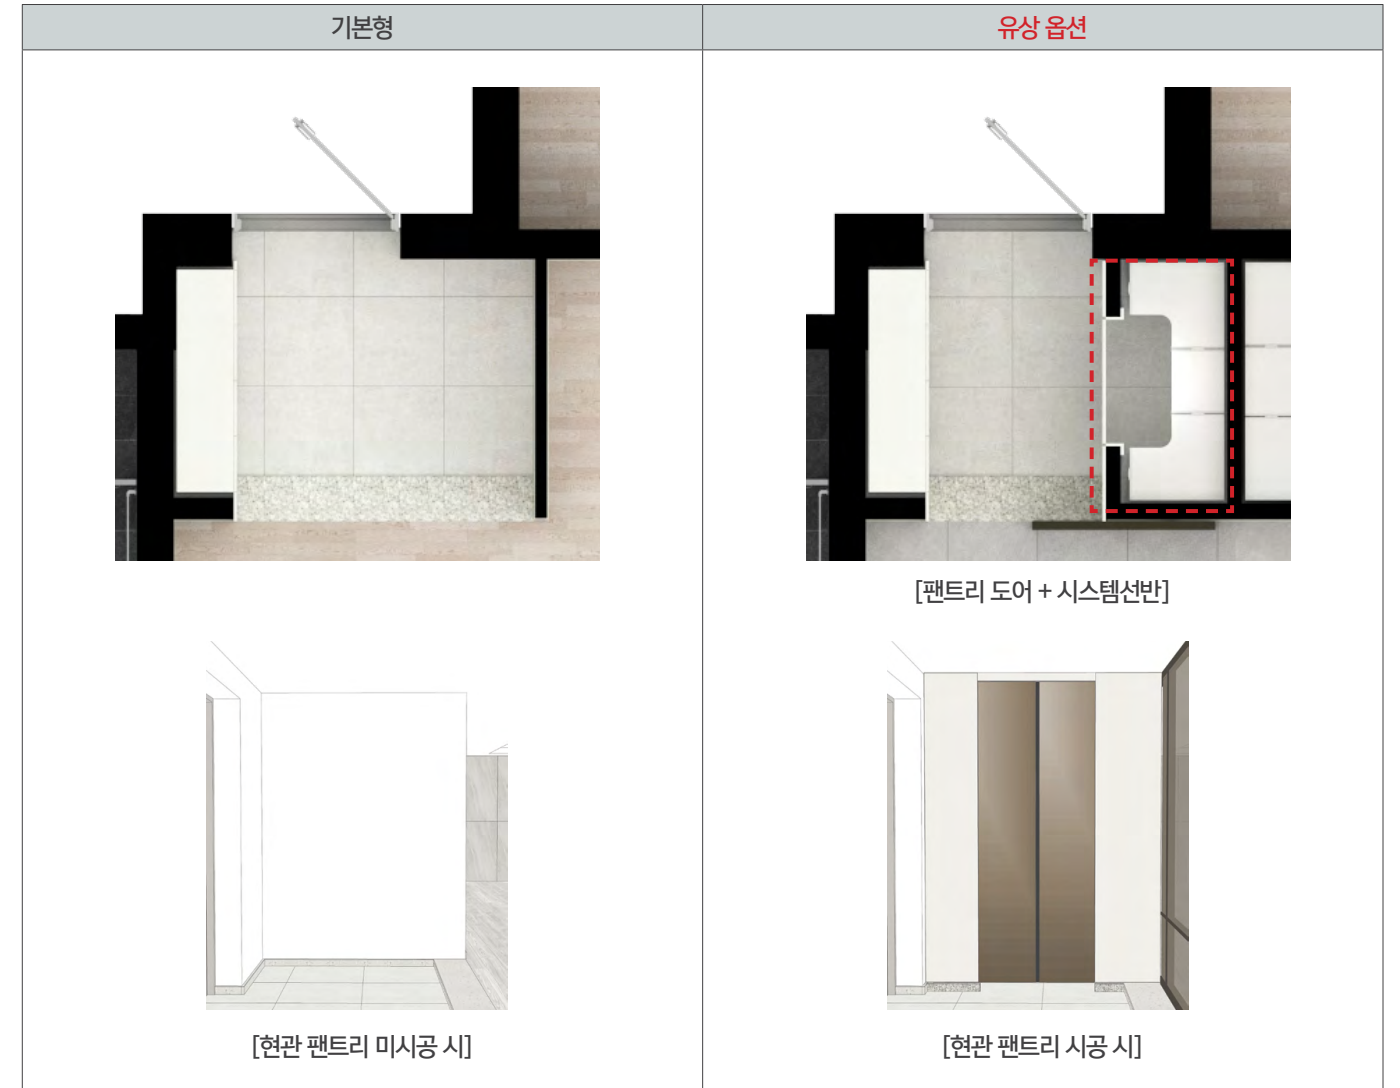 기본형
유상 옵션
[팬트리 도어 + 시스템선반]
[현관 팬트리 미시공 시]
[현관 팬트리 시공 시]